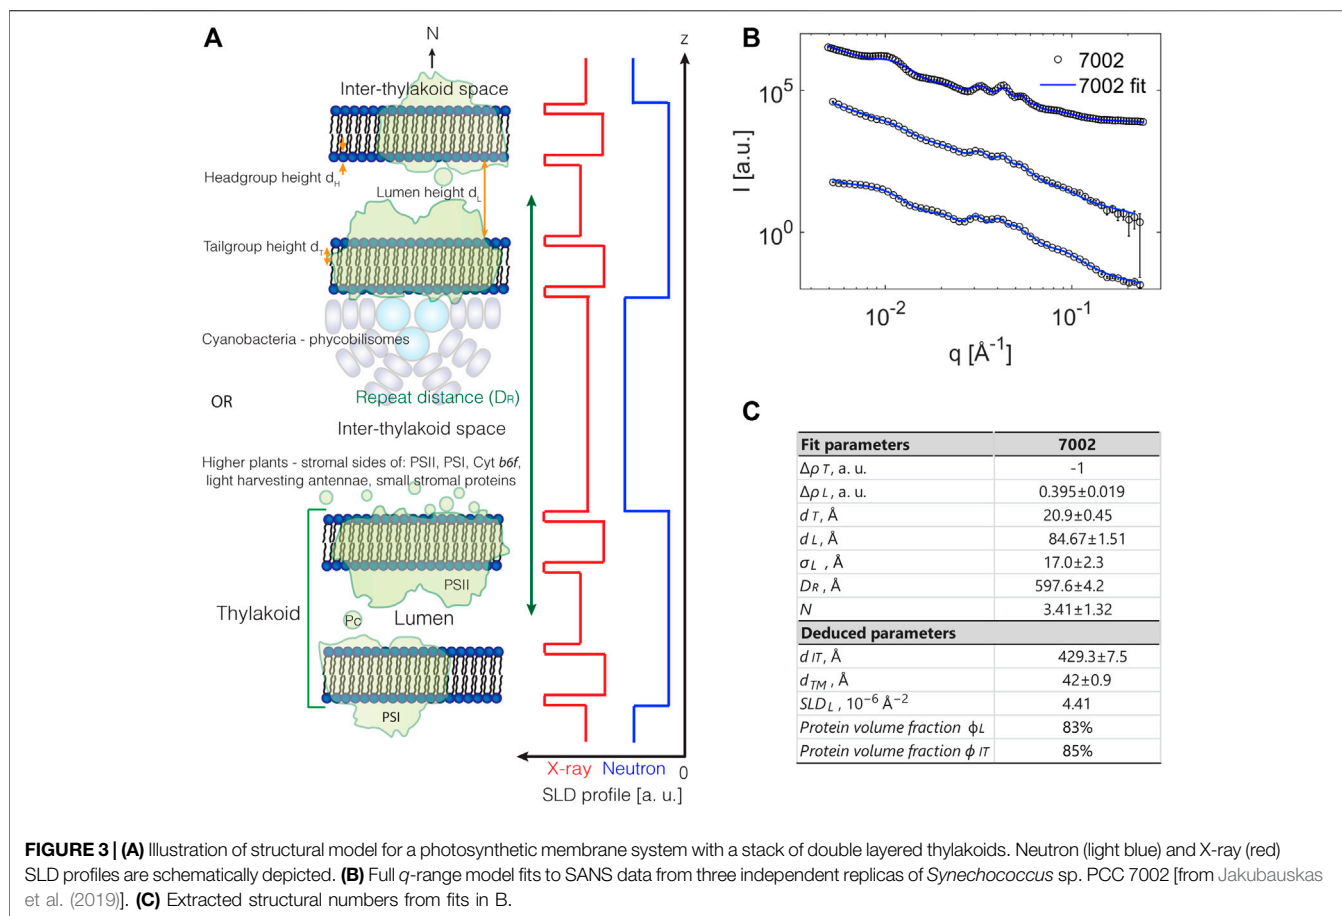 A
N
z
Inter-thylakoid space
Headgroup height dH
Lumen height dL
Tailgroup height dT
Cyanobacteria - phycobilisomes
OR
Repeat distance (DR)
Inter-thylakoid space
Higher plants - stromal sides of: PSII, PSI, Cyt b6f,
light harvesting antennae, small stromal proteins
PSII
Thylakoid
Pc
Lumen
PSI
X-ray
Neutron
0
SLD profile [a. u.]
B
7002
7002 fit
10^5
10^0
I [a.u.]
10^-2
10^-1
q [Å^-1]
C
Fit parameters 7002
Δρ T, a. u. -1
Δρ L, a. u. 0.395±0.019
d T, Å 20.9±0.45
d L, Å 84.67±1.51
σL , Å 17.0±2.3
DR, Å 597.6±4.2
N 3.41±1.32
Deduced parameters
d IT, Å 429.3±7.5
dTM, Å 42±0.9
SLDL , 10⁻⁶ Å⁻² 4.41
Protein volume fraction ϕL 83%
Protein volume fraction ϕ IT 85%
FIGURE 3 | (A) Illustration of structural model for a photosynthetic membrane system with a stack of double layered thylakoids. Neutron (light blue) and X-ray (red)
SLD profiles are schematically depicted. (B) Full q-range model fits to SANS data from three independent replicas of Synechococcus sp. PCC 7002 [from Jakubauskas
et al. (2019)]. (C) Extracted structural numbers from fits in B.